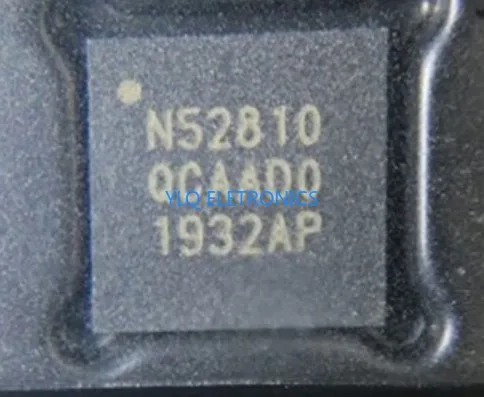 N52810
QCAAD0
YLQ ELETRONICS
1932AP